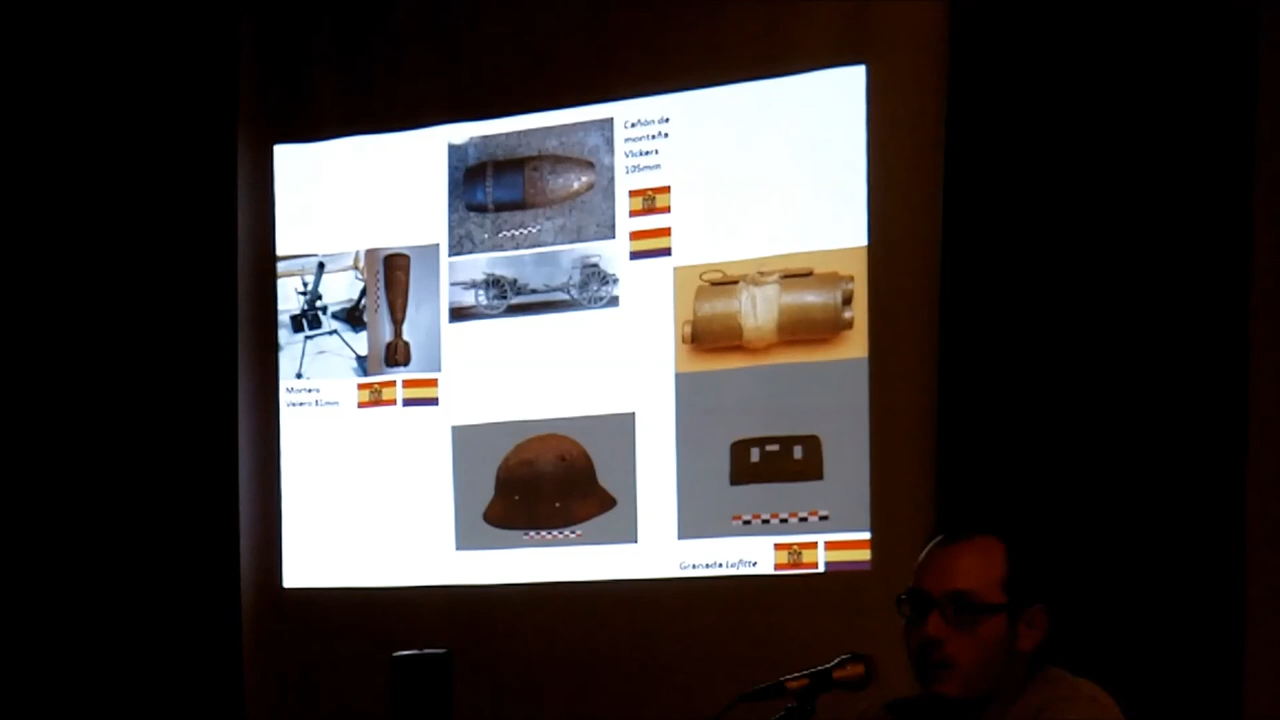 Cañón de
montaña
Vickers
105mm
Mortero
Valero 81mm
Granada Lafitte